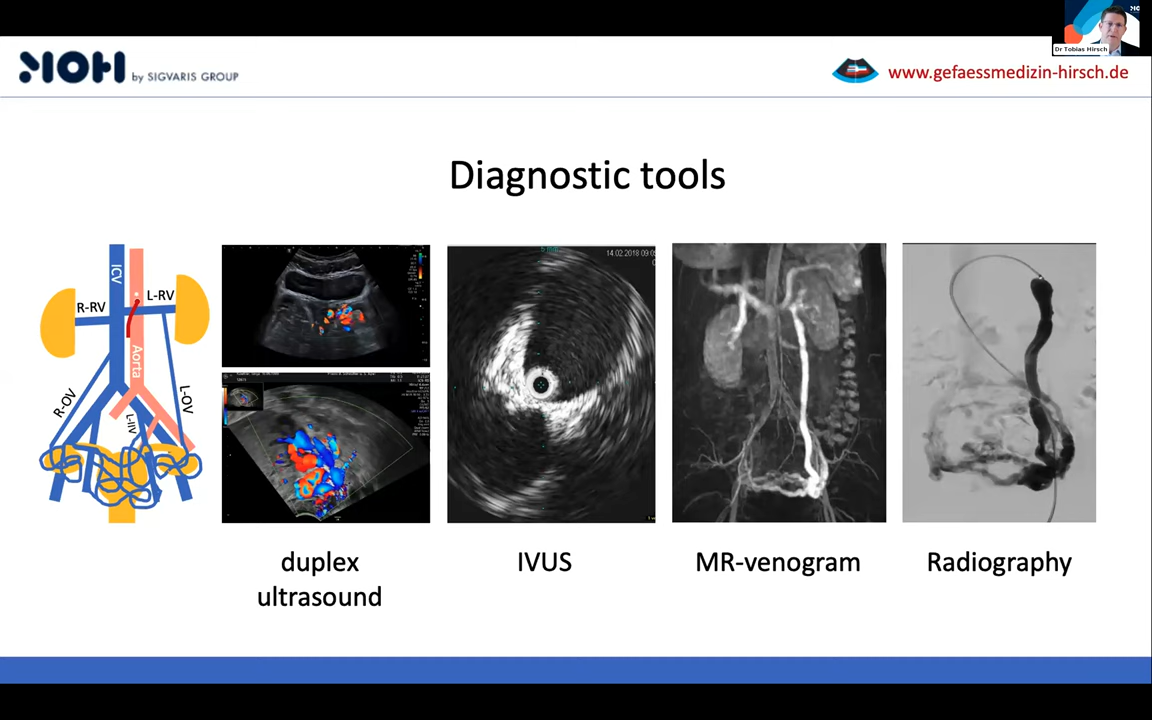 Dr Tobias Hirsch
MOH by SIGVARIS GROUP
www.gefaessmedizin-hirsch.de
Diagnostic tools
ICV
R-RV
L-RV
Aorta
R-OV
L-OV
L-IIV
14.02.2018
duplex
ultrasound
IVUS
MR-venogram
Radiography